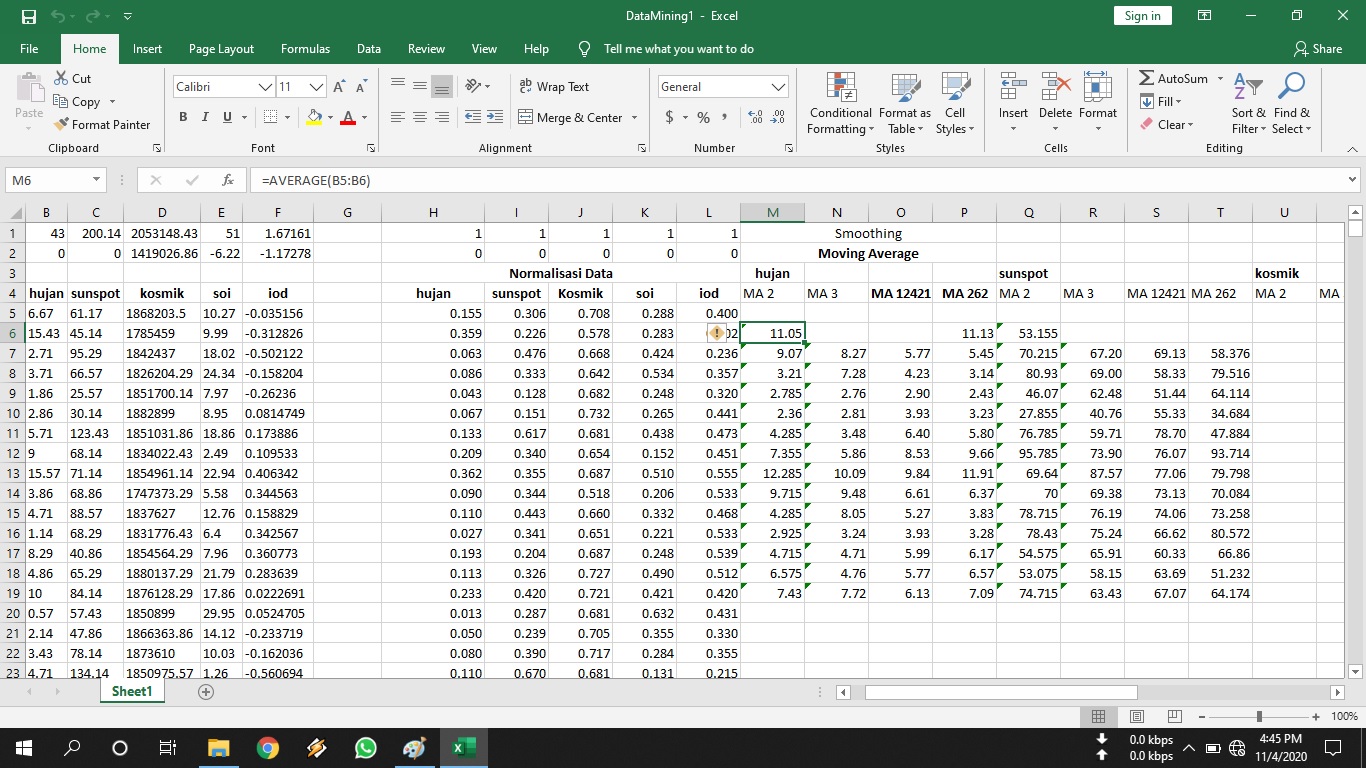 DataMining1 - Excel
Sign in
File Home Insert Page Layout Formulas Data Review View Help Tell me what you want to do Share
Paste Cut Copy Format Painter Clipboard
Calibri 11 A A B I U A Font
ab Wrap Text Merge & Center Alignment
General $ % , Number
Conditional Formatting Format as Table Cell Styles Styles
Insert Delete Format Cells
AutoSum Fill Clear Sort & Filter Find & Select Editing
M6 fx =AVERAGE(B5:B6)
B C D E F G H I J K L M N O P Q R S T U
1 43 200.14 2053148.43 51 1.67161 1 1 1 1 1 Smoothing
2 0 0 1419026.86 -6.22 -1.17278 0 0 0 0 0 Moving Average
3 Normalisasi Data hujan sunspot kosmik
4 hujan sunspot kosmik soi iod hujan sunspot Kosmik soi iod MA 2 MA 3 MA 12421 MA 262 MA 2 MA 3 MA 12421 MA 262 MA 2 MA
5 6.67 61.17 1868203.5 10.27 -0.035156 0.155 0.306 0.708 0.288 0.400
6 15.43 45.14 1785459 9.99 -0.312826 0.359 0.226 0.578 0.283 02 11.05 11.13 53.155
7 2.71 95.29 1842437 18.02 -0.502122 0.063 0.476 0.668 0.424 0.236 9.07 8.27 5.77 5.45 70.215 67.20 69.13 58.376
8 3.71 66.57 1826204.29 24.34 -0.158204 0.086 0.333 0.642 0.534 0.357 3.21 7.28 4.23 3.14 80.93 69.00 58.33 79.516
9 1.86 25.57 1851700.14 7.97 -0.26236 0.043 0.128 0.682 0.248 0.320 2.785 2.76 2.90 2.43 46.07 62.48 51.44 64.114
10 2.86 30.14 1882899 8.95 0.0814749 0.067 0.151 0.732 0.265 0.441 2.36 2.81 3.93 3.23 27.855 40.76 55.33 34.684
11 5.71 123.43 1851031.86 18.86 0.173886 0.133 0.617 0.681 0.438 0.473 4.285 3.48 6.40 5.80 76.785 59.71 78.70 47.884
12 9 68.14 1834022.43 2.49 0.109533 0.209 0.340 0.654 0.152 0.451 7.355 5.86 8.53 9.66 95.785 73.90 76.07 93.714
13 15.57 71.14 1854961.14 22.94 0.406342 0.362 0.355 0.687 0.510 0.555 12.285 10.09 9.84 11.91 69.64 87.57 77.06 79.798
14 3.86 68.86 1747373.29 5.58 0.344563 0.090 0.344 0.518 0.206 0.533 9.715 9.48 6.61 6.37 70 69.38 73.13 70.084
15 4.71 88.57 1837627 12.76 0.158829 0.110 0.443 0.660 0.332 0.468 4.285 8.05 5.27 3.83 78.715 76.19 74.06 73.258
16 1.14 68.29 1831776.43 6.4 0.342567 0.027 0.341 0.651 0.221 0.533 2.925 3.24 3.93 3.28 78.43 75.24 66.62 80.572
17 8.29 40.86 1854564.29 7.96 0.360773 0.193 0.204 0.687 0.248 0.539 4.715 4.71 5.99 6.17 54.575 65.91 60.33 66.86
18 4.86 65.29 1880137.29 21.79 0.283639 0.113 0.326 0.727 0.490 0.512 6.575 4.76 5.77 6.57 53.075 58.15 63.69 51.232
19 10 84.14 1876128.29 17.86 0.0222691 0.233 0.420 0.721 0.421 0.420 7.43 7.72 6.13 7.09 74.715 63.43 67.07 64.174
20 0.57 57.43 1850899 29.95 0.0524705 0.013 0.287 0.681 0.632 0.431
21 2.14 47.86 1866363.86 14.12 -0.233719 0.050 0.239 0.705 0.355 0.330
22 3.43 78.14 1873610 10.03 -0.162036 0.080 0.390 0.717 0.284 0.355
23 4.71 134.14 1850975.57 1.26 -0.560694 0.110 0.670 0.681 0.131 0.215
Sheet1
100%
0.0 kbps 4:45 PM
0.0 kbps 11/4/2020